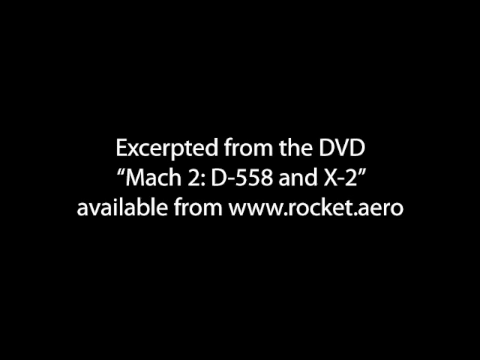 Excerpted from the DVD
“Mach 2: D-558 and X-2”
available from www.rocket.aero